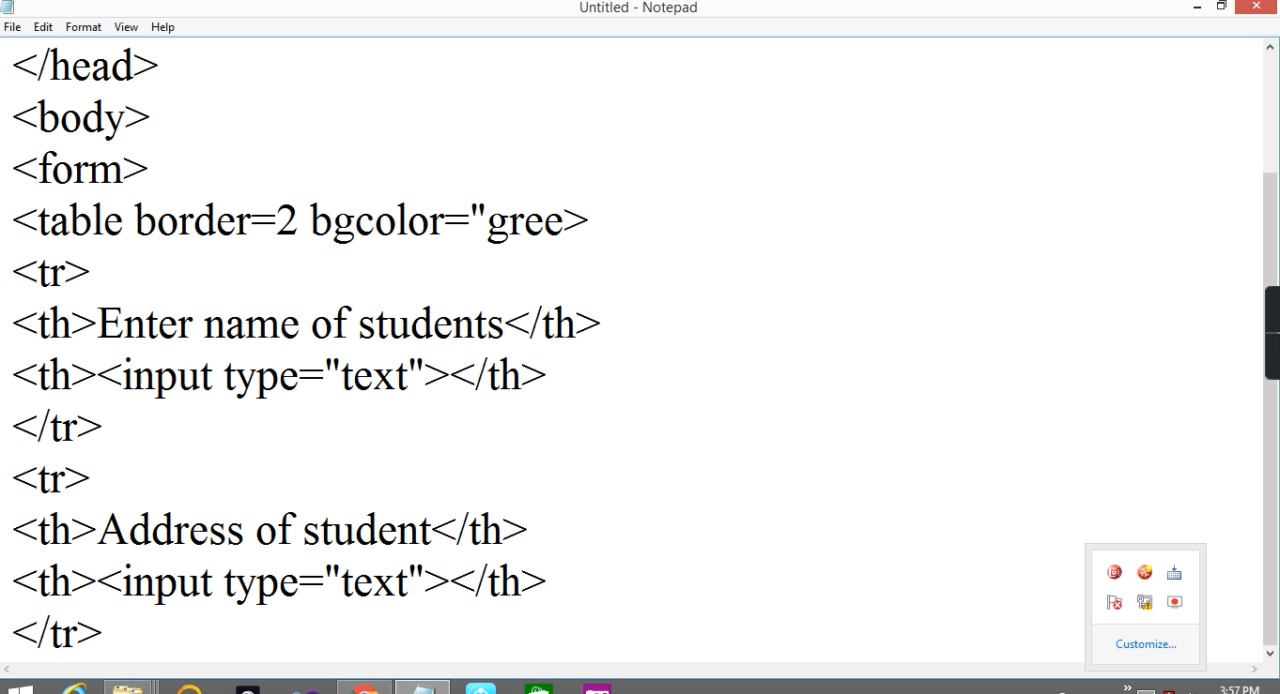 Untitled - Notepad
File Edit Format View Help
</head>
<body>
<form>
<table border=2 bgcolor="gree>
<tr>
<th>Enter name of students</th>
<th><input type="text"></th>
</tr>
<tr>
<th>Address of student</th>
<th><input type="text"></th>
</tr>
Customize...
3:57 PM